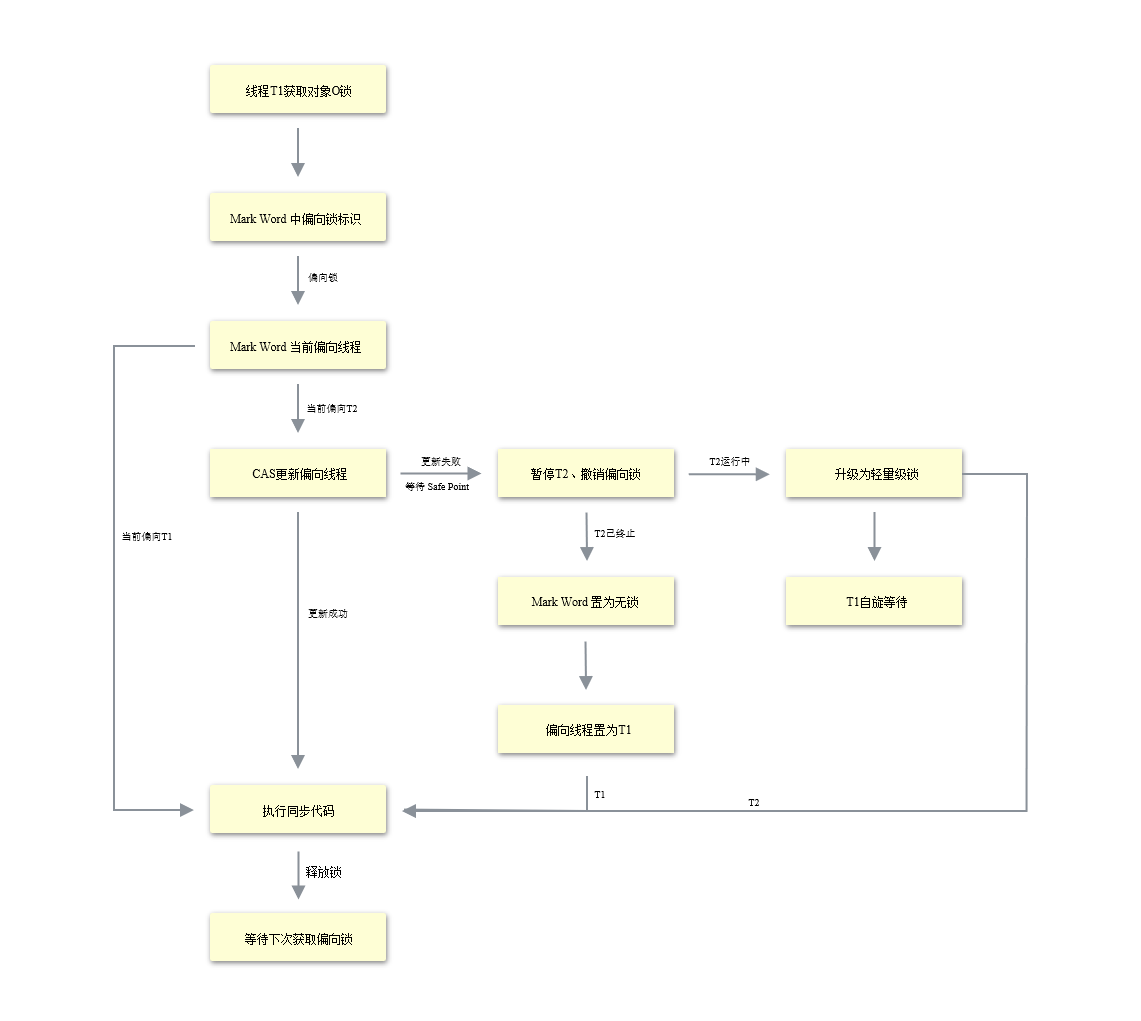 线程T1获取对象O锁
Mark Word 中偏向锁标识
偏向锁
Mark Word 当前偏向线程
当前偏向T2
CAS更新偏向线程
更新失败
等待 Safe Point
暂停T2、撤销偏向锁
T2运行中
升级为轻量级锁
当前偏向T1
T2已终止
Mark Word 置为无锁
T1自旋等待
更新成功
偏向线程置为T1
T1
T2
执行同步代码
释放锁
等待下次获取偏向锁